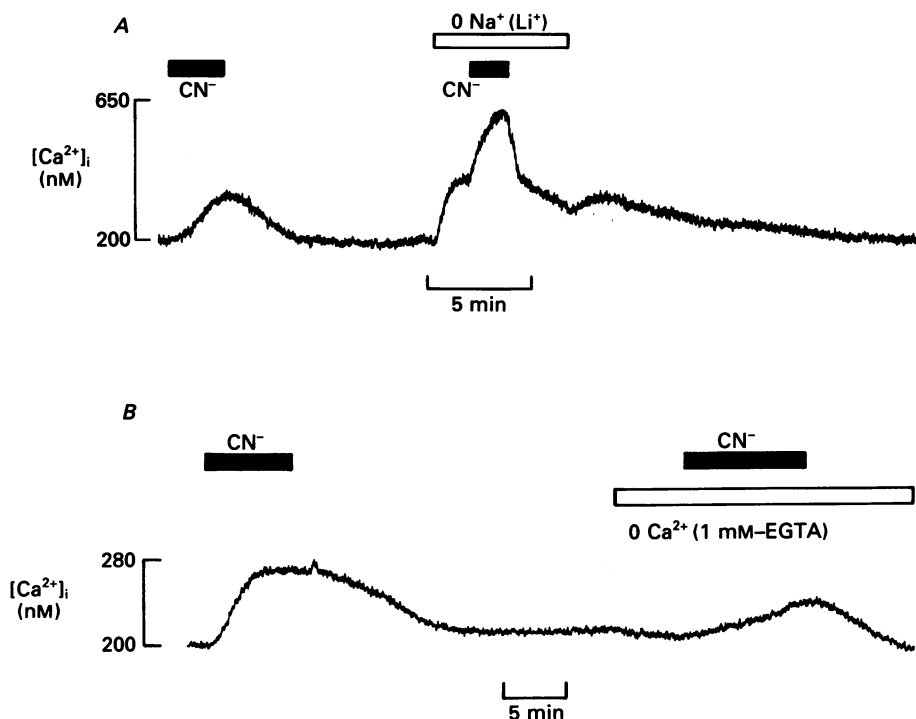 A
0 Na⁺ (Li⁺)
CN⁻ CN⁻
650
[Ca²⁺]ᵢ
(nM)
200
5 min
B
CN⁻ CN⁻
0 Ca²⁺ (1 mM–EGTA)
280
[Ca²⁺]ᵢ
(nM)
200
5 min